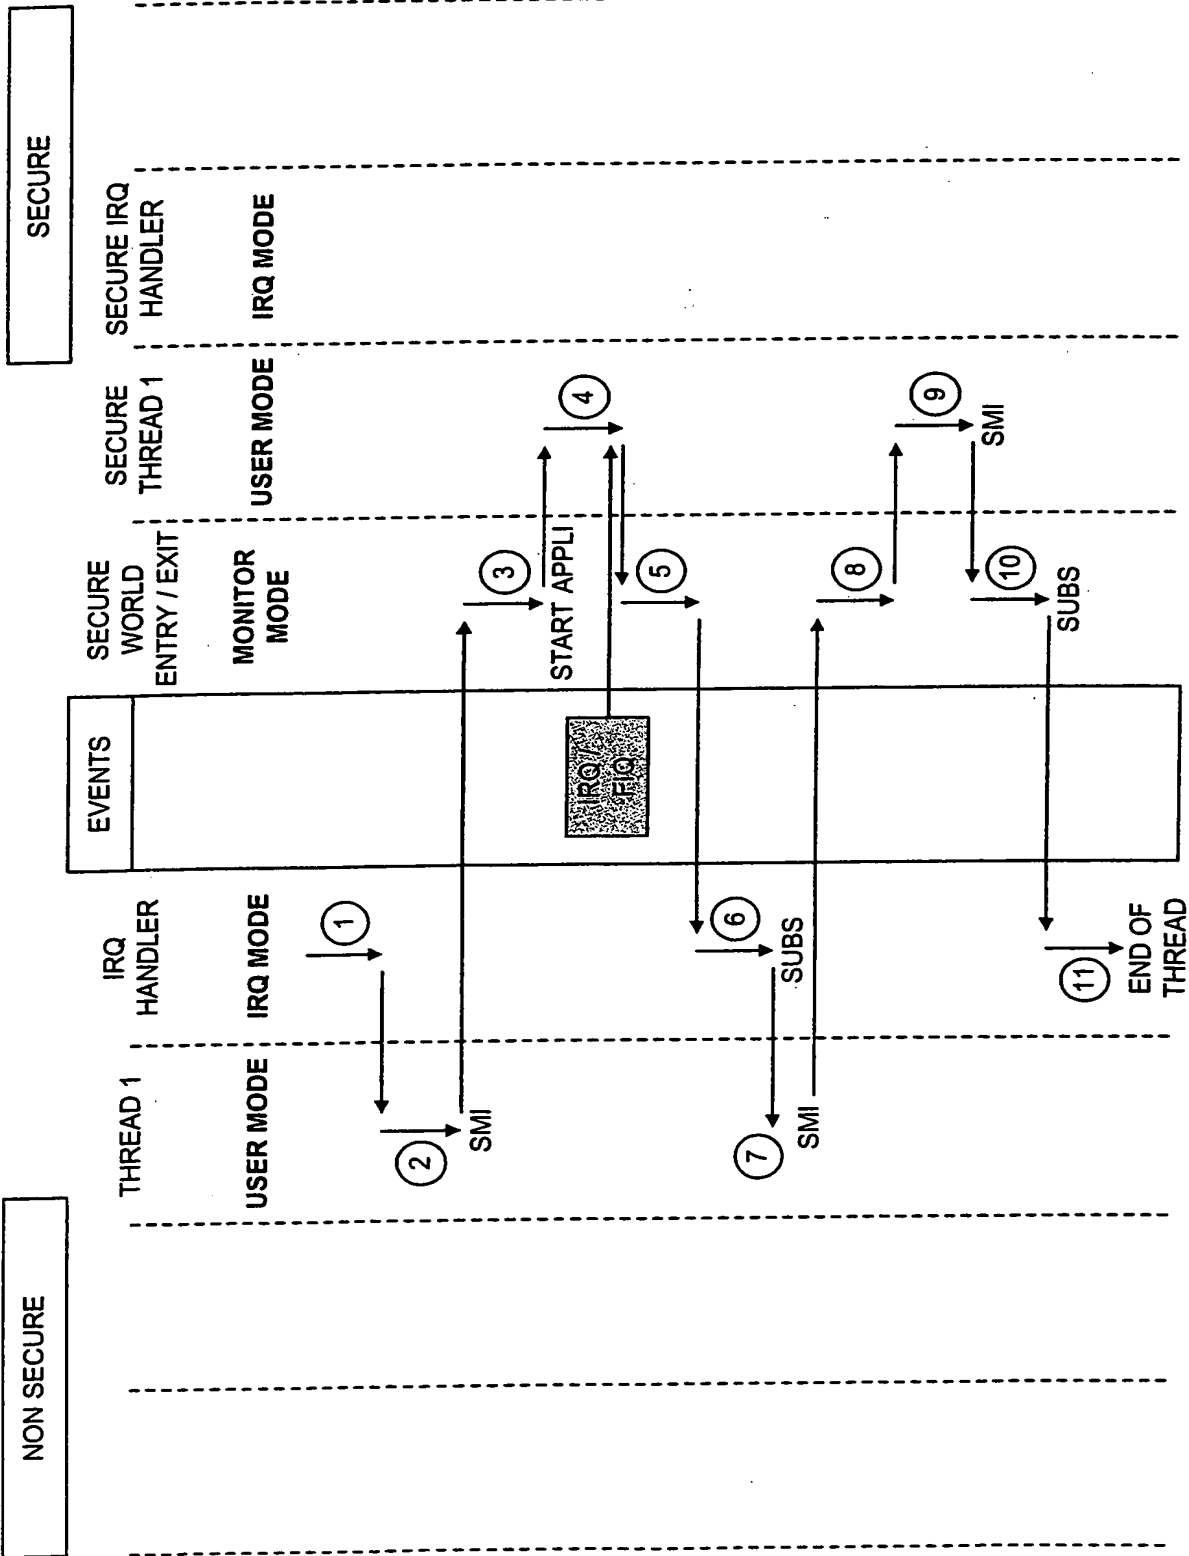 NON SECURE
SECURE
EVENTS
THREAD 1
IRQ
HANDLER
SECURE
WORLD
ENTRY / EXIT
SECURE
THREAD 1
SECURE IRQ
HANDLER
USER MODE
IRQ MODE
MONITOR
MODE
USER MODE
IRQ MODE
1
2
SMI
3
START APPLI
4
IRQ /
FIQ
5
6
SUBS
7
SMI
8
9
SMI
10
SUBS
11
END OF
THREAD